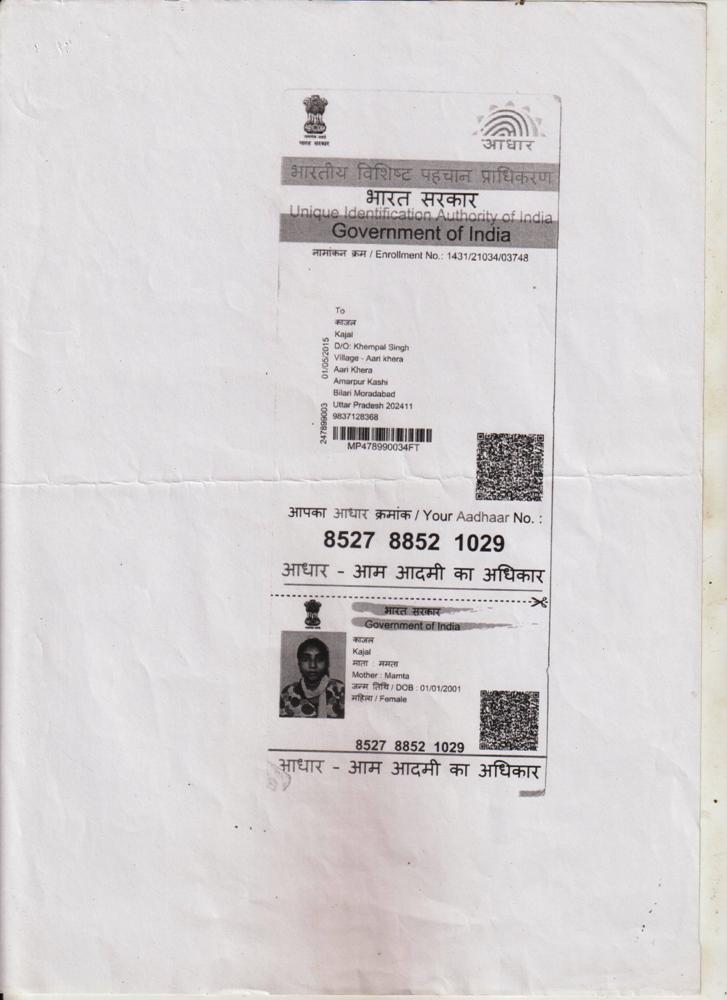 भारत सरकार
आधार
भारतीय विशिष्ट पहचान प्राधिकरण
भारत सरकार
Unique Identification Authority of India
Government of India
नामांकन क्रम / Enrollment No.: 1431/21034/03748
To
काजल
Kajal
D/O: Khempal Singh
Village - Aari khera
Aari Khera
Amarpur Kashi
Bilari Moradabad
Uttar Pradesh 202411
9837128368
01/05/2015
247899003
MP478990034FT
आपका आधार क्रमांक / Your Aadhaar No. :
8527 8852 1029
आधार - आम आदमी का अधिकार
भारत सरकार
Government of India
काजल
Kajal
माता : ममता
Mother : Mamta
जन्म तिथि / DOB : 01/01/2001
महिला / Female
8527 8852 1029
आधार - आम आदमी का अधिकार